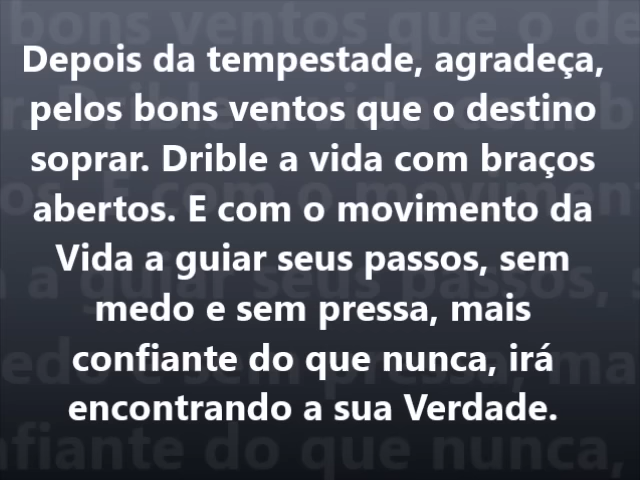 Depois da tempestade, agradeça,
pelos bons ventos que o destino
soprar. Drible a vida com braços
abertos. E com o movimento da
Vida a guiar seus passos, sem
medo e sem pressa, mais
confiante do que nunca, irá
encontrando a sua Verdade.